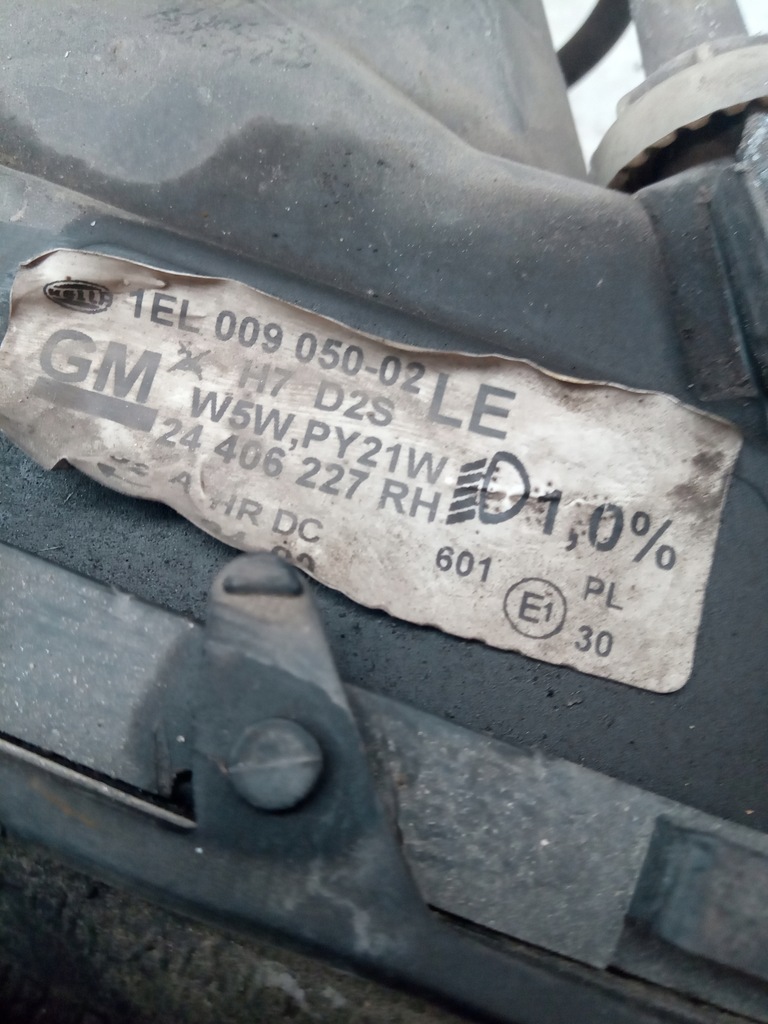 1EL 009 050-02 LE
GM H7 D2S
W5W,PY21W
24 406 227 RH 1,0%
HR DC
601 PL
E1 30